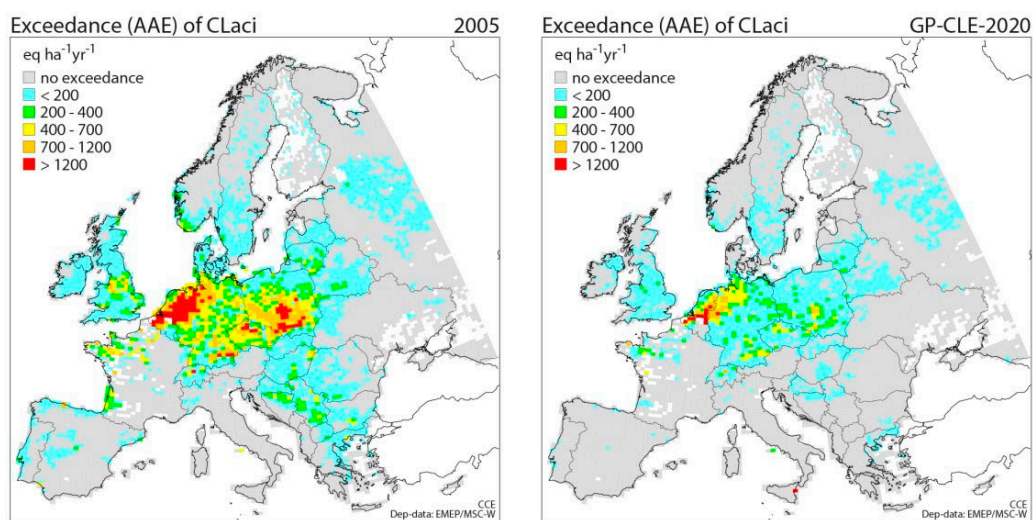 Exceedance (AAE) of CLaci 2005
eq ha⁻¹yr⁻¹
no exceedance
< 200
200 - 400
400 - 700
700 - 1200
> 1200
CCE
Dep-data: EMEP/MSC-W
Exceedance (AAE) of CLaci GP-CLE-2020
eq ha⁻¹yr⁻¹
no exceedance
< 200
200 - 400
400 - 700
700 - 1200
> 1200
CCE
Dep-data: EMEP/MSC-W